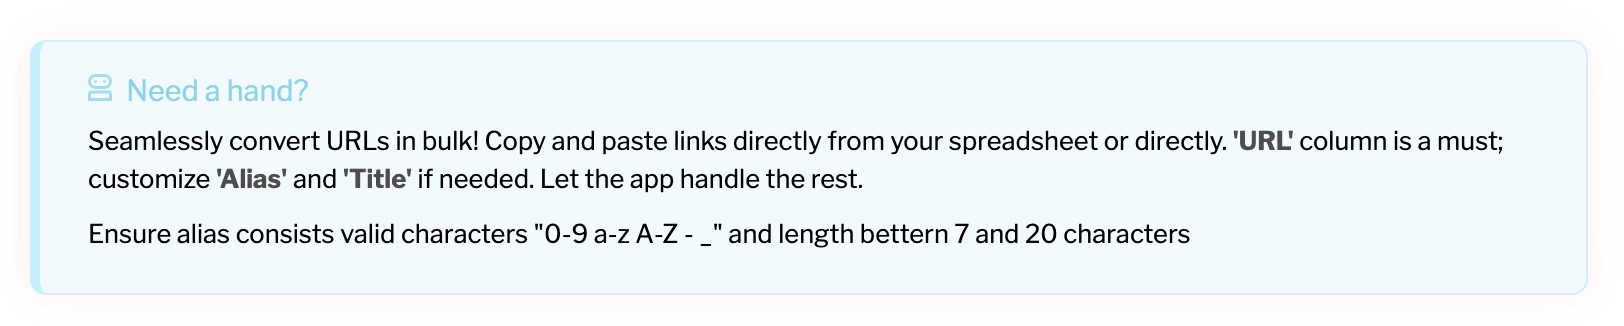 Need a hand?
Seamlessly convert URLs in bulk! Copy and paste links directly from your spreadsheet or directly. 'URL' column is a must;
customize 'Alias' and 'Title' if needed. Let the app handle the rest.
Ensure alias consists valid characters "0-9 a-z A-Z - _" and length bettern 7 and 20 characters